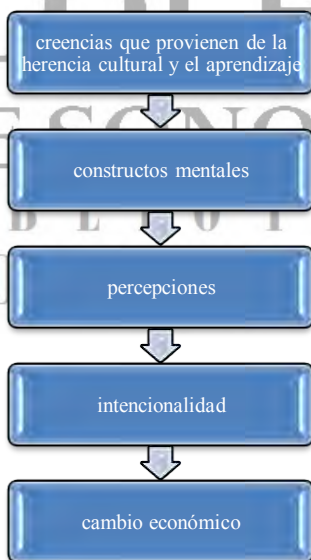 creencias que provienen de la
herencia cultural y el aprendizaje
constructos mentales
percepciones
intencionalidad
cambio económico